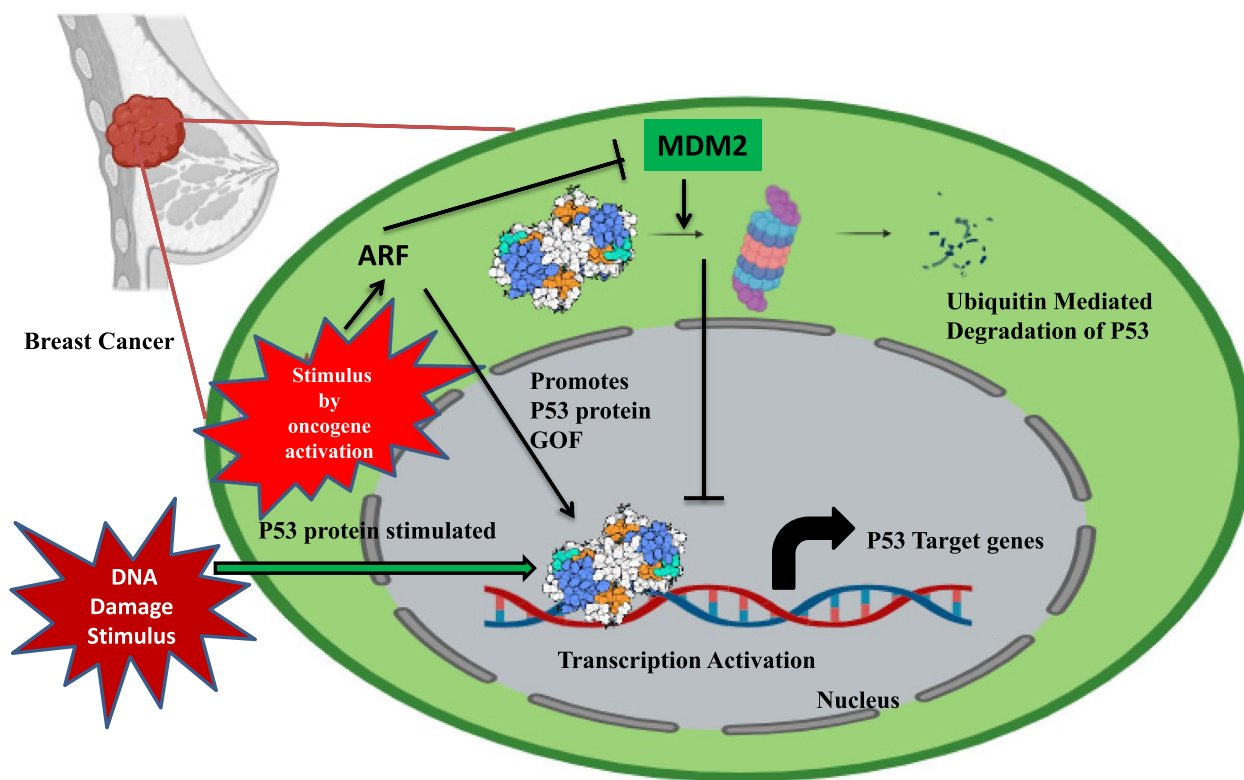 MDM2
ARF
Ubiquitin Mediated
Degradation of P53
Breast Cancer
Stimulus
by
oncogene
activation
Promotes
P53 protein
GOF
P53 protein stimulated
P53 Target genes
DNA
Damage
Stimulus
Transcription Activation
Nucleus